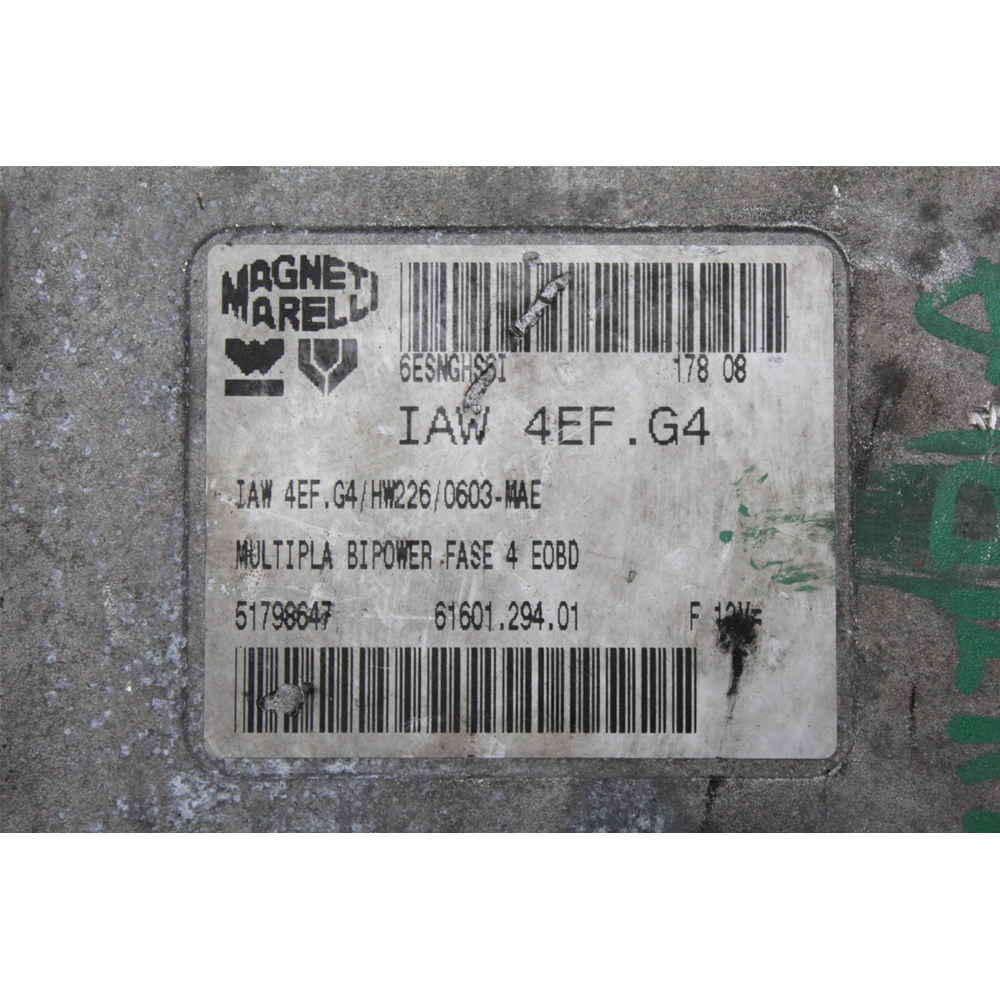 MAGNETI
MARELLI
178 08
IAW 4EF.G4
IAW 4EF.G4/HW226/0603-MAE
MULTIPLA BIPOWER FASE 4 EOBD
51798647 61601.294.01 F 12V=